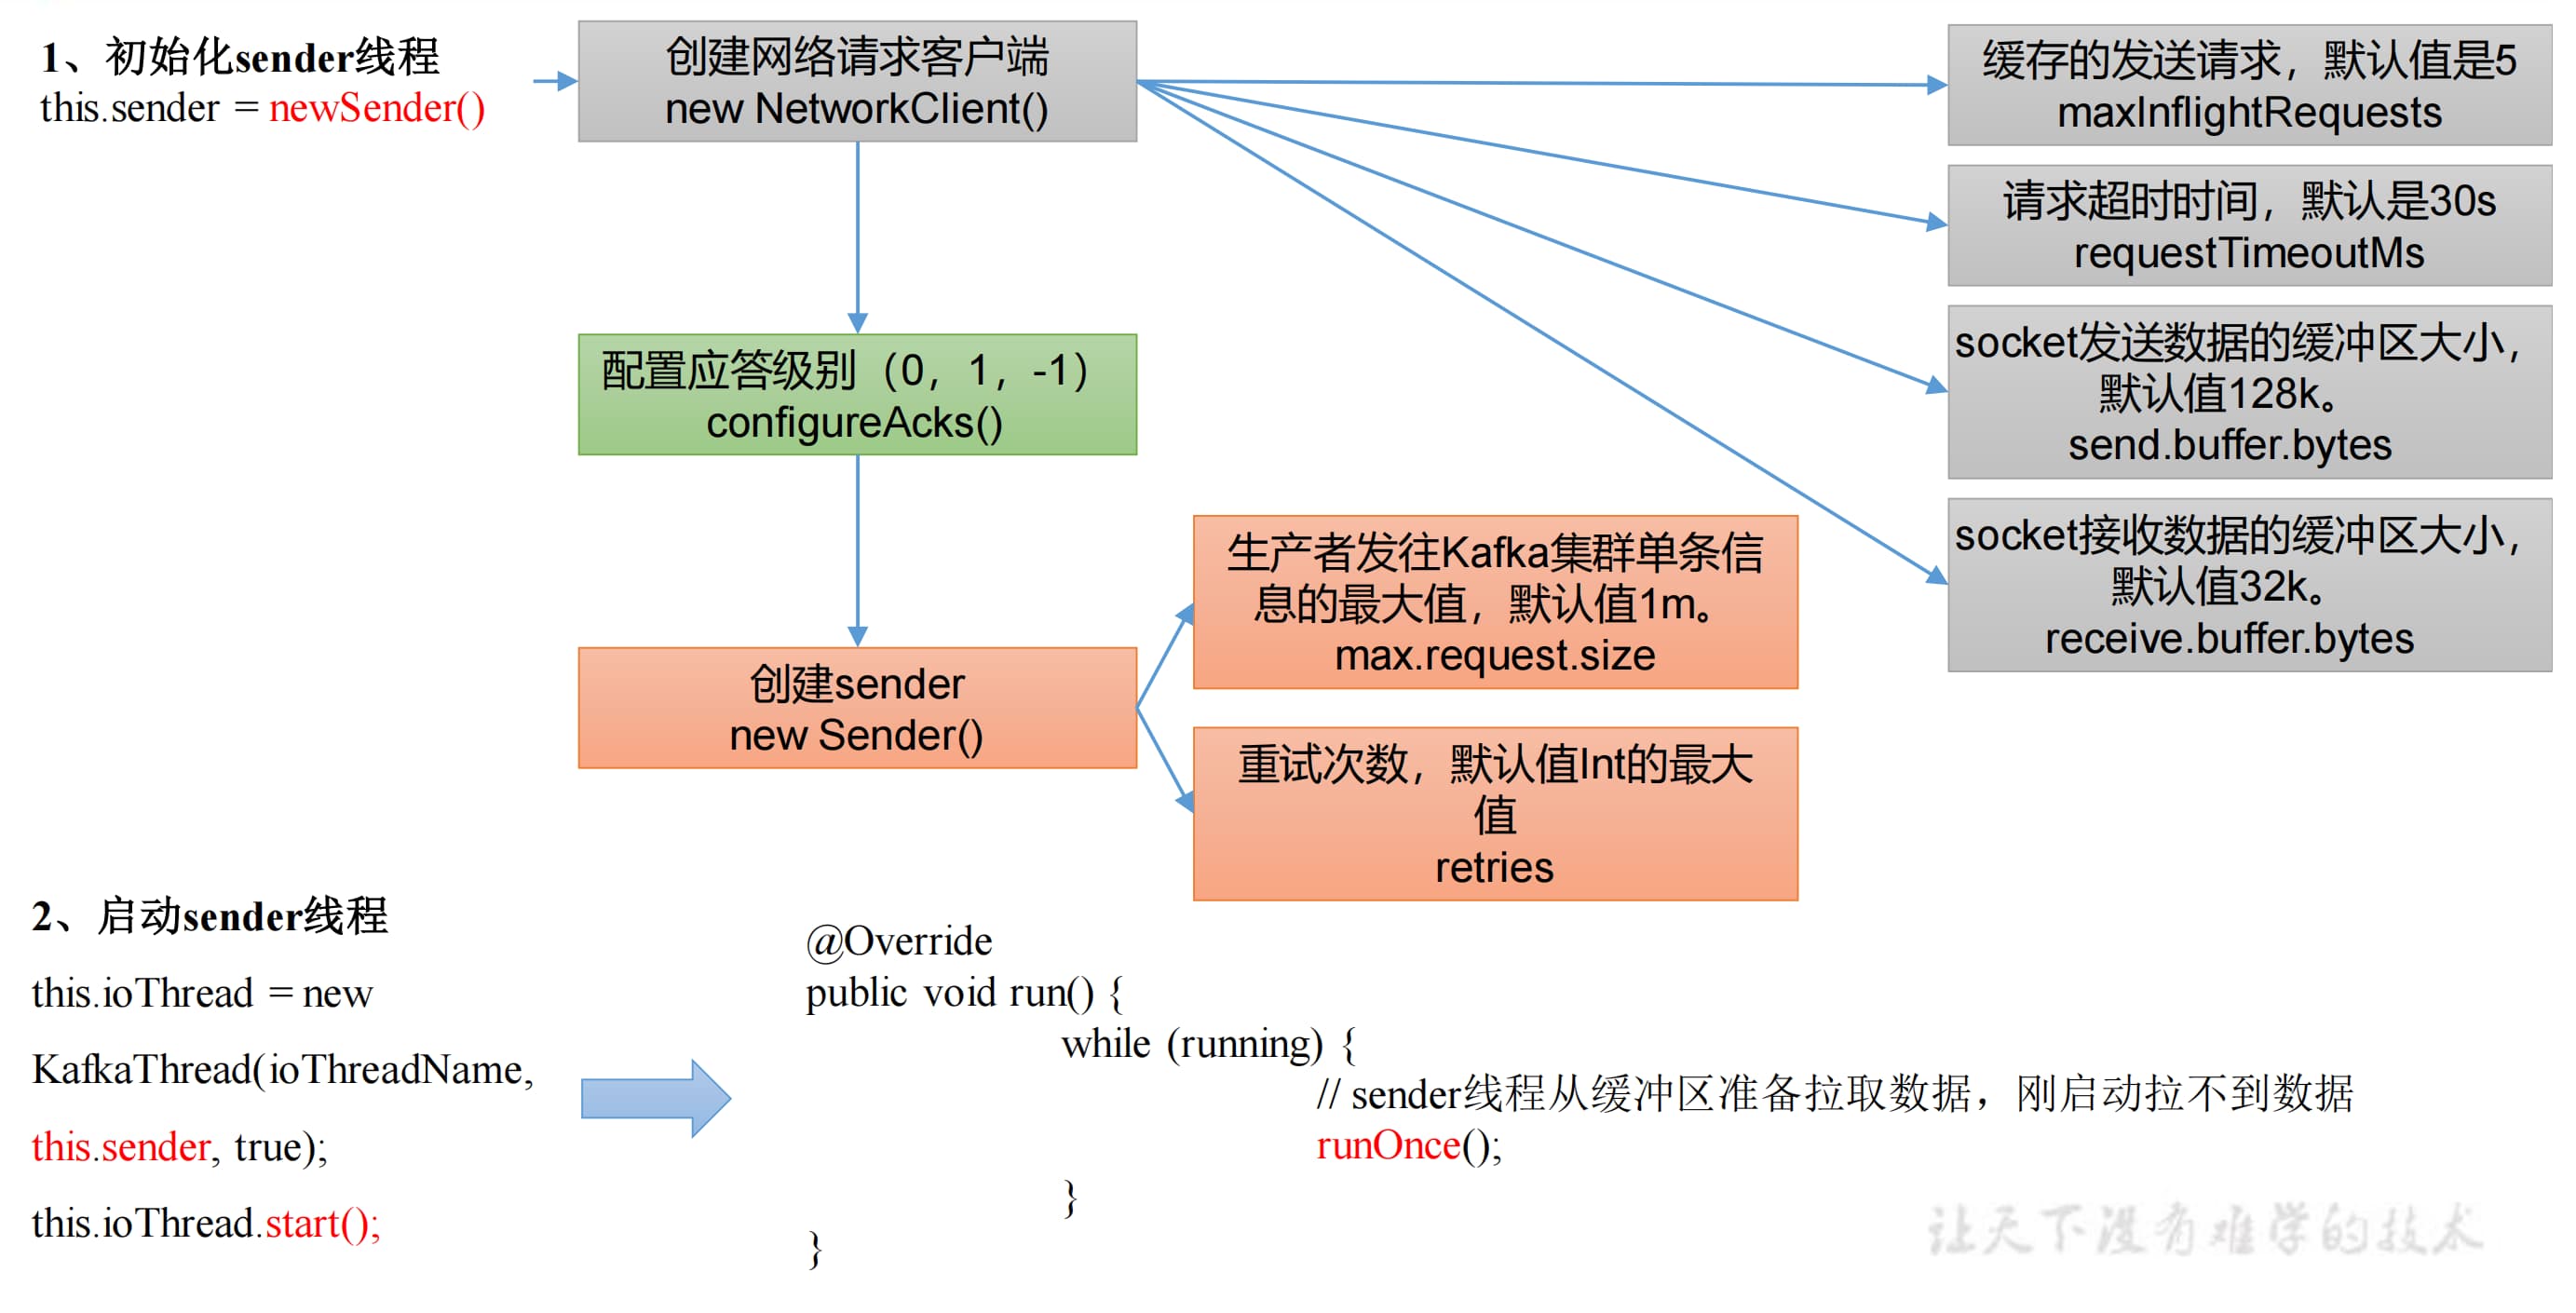 1、初始化sender线程
this.sender = newSender()
创建网络请求客户端
new NetworkClient()
缓存的发送请求，默认值是5
maxInflightRequests
请求超时时间，默认是30s
requestTimeoutMs
socket发送数据的缓冲区大小，
默认值128k。
send.buffer.bytes
socket接收数据的缓冲区大小，
默认值32k。
receive.buffer.bytes
配置应答级别（0，1，-1）
configureAcks()
创建sender
new Sender()
生产者发往Kafka集群单条信
息的最大值，默认值1m。
max.request.size
重试次数，默认值Int的最大
值
retries
2、启动sender线程
this.ioThread = new
KafkaThread(ioThreadName,
this.sender, true);
this.ioThread.start();
@Override
public void run() {
while (running) {
// sender线程从缓冲区准备拉取数据，刚启动拉不到数据
runOnce();
}
}
让天下没有难学的技术